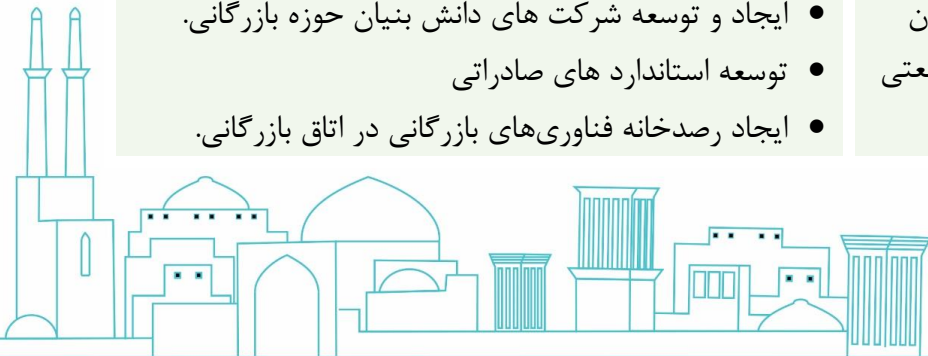 ایجاد و توسعه شرکت های دانش بنیان حوزه بازرگانی.
توسعه استاندارد های صادراتی
ایجاد رصدخانه فناوری‌های بازرگانی در اتاق بازرگانی.